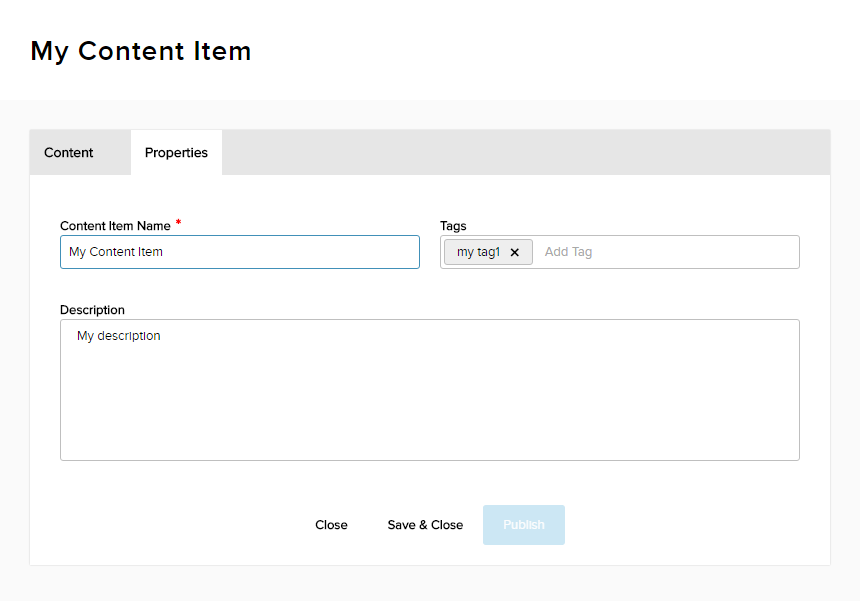 My Content Item
Content Properties
Content Item Name * Tags
My Content Item my tag1 ✕ Add Tag
Description
My description
Close Save & Close Publish